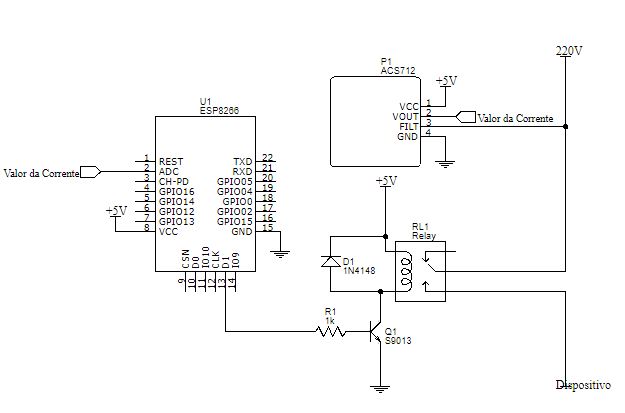 220V
P1
ACS712
+5V
VCC 1
VOUT 2
FILT 3
GND 4
Valor da Corrente
U1
ESP8266
1 REST TXD 22
2 ADC RXD 21
3 CH-PD GPIO05 20
4 GPIO16 GPIO04 19
5 GPIO14 GPIO0 18
6 GPIO12 GPIO02 17
7 GPIO13 GPIO15 16
8 VCC GND 15
Valor da Corrente
+5V
CSN D0 IO10 CLK D1 IO9
9 10 11 12 13 14
+5V
RL1
Relay
D1
1N4148
R1
1k
Q1
S9013
Dispositivo